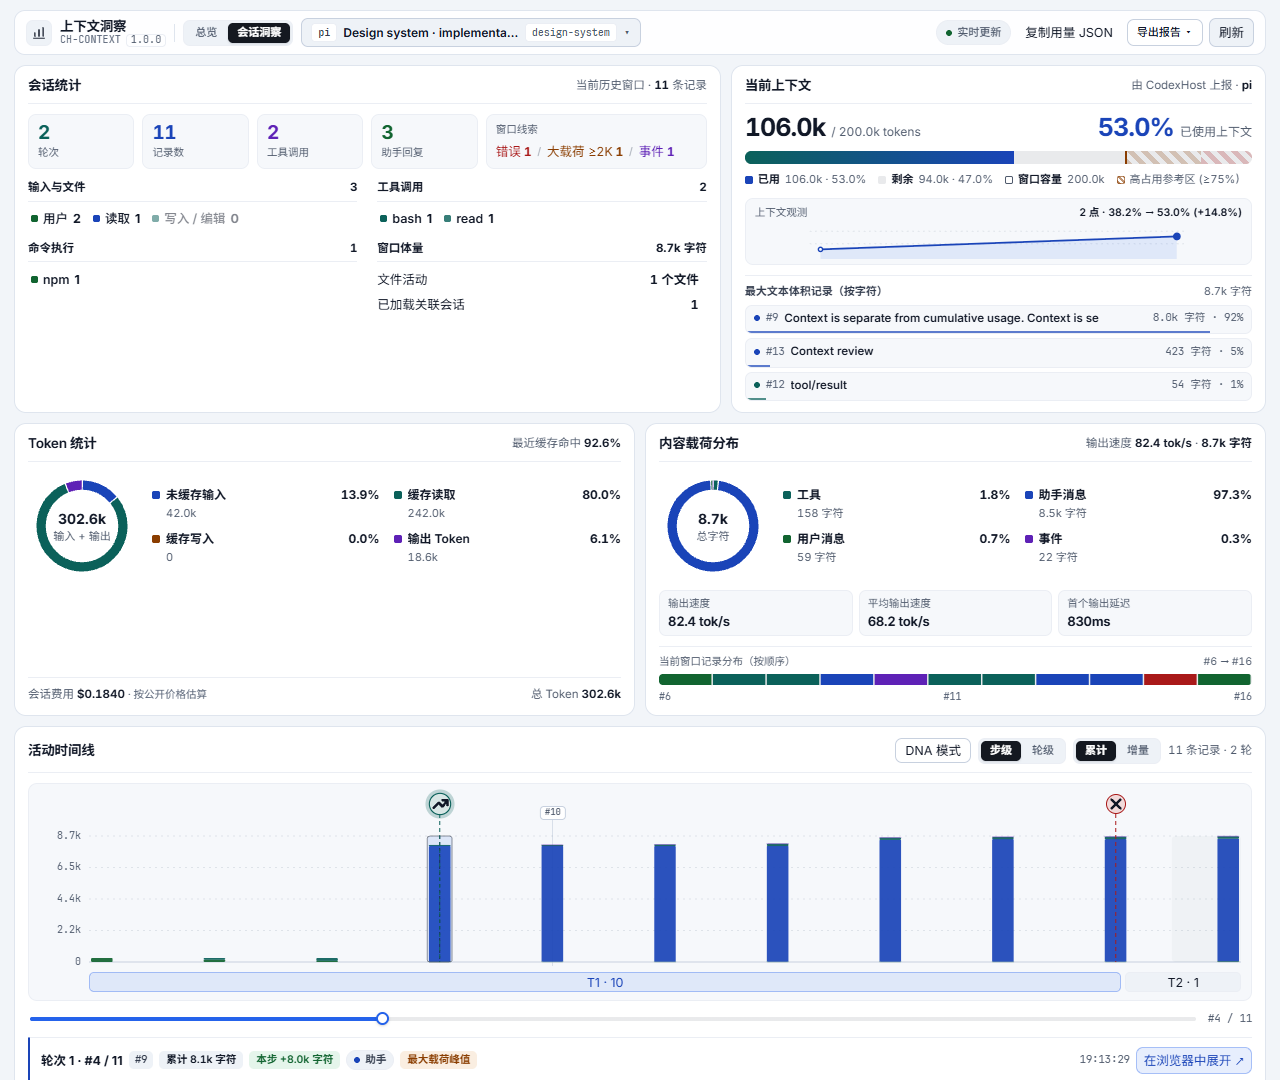 上下文洞察
CH-CONTEXT 1.0.0
总览 会话洞察
pi Design system · implementa... design-system
实时更新 复制用量 JSON 导出报告 刷新
会话统计 当前历史窗口 · 11 条记录
2 轮次
11 记录数
2 工具调用
3 助手回复
窗口线索
错误 1 / 大载荷 ≥2K 1 / 事件 1
输入与文件 3
用户 2 读取 1 写入 / 编辑 0
工具调用 2
bash 1 read 1
命令执行 1
npm 1
窗口体量 8.7k 字符
文件活动 1 个文件
已加载关联会话 1
当前上下文 由 CodexHost 上报 · pi
106.0k / 200.0k tokens 53.0% 已使用上下文
已用 106.0k · 53.0% 剩余 94.0k · 47.0% 窗口容量 200.0k 高占用参考区 (≥75%)
上下文观测 2 点 · 38.2% → 53.0% (+14.8%)
最大文本体积记录（按字符） 8.7k 字符
#9 Context is separate from cumulative usage. Context is se 8.0k 字符 · 92%
#13 Context review 423 字符 · 5%
#12 tool/result 54 字符 · 1%
Token 统计 最近缓存命中 92.6%
302.6k
输入 + 输出
未缓存输入 13.9%
42.0k
缓存读取 80.0%
242.0k
缓存写入 0.0%
0
输出 Token 6.1%
18.6k
会话费用 $0.1840 · 按公开价格估算 总 Token 302.6k
内容载荷分布 输出速度 82.4 tok/s · 8.7k 字符
8.7k
总字符
工具 1.8%
158 字符
助手消息 97.3%
8.5k 字符
用户消息 0.7%
59 字符
事件 0.3%
22 字符
输出速度
82.4 tok/s
平均输出速度
68.2 tok/s
首个输出延迟
830ms
当前窗口记录分布（按顺序） #6 → #16
#6 #11 #16
活动时间线 DNA 模式 步级 轮级 累计 增量 11 条记录 · 2 轮
#10
8.7k
6.5k
4.4k
2.2k
0
T1 · 10 T2 · 1
#4 / 11
轮次 1 · #4 / 11 #9 累计 8.1k 字符 本步 +8.0k 字符 助手 最大载荷峰值 19:13:29 在浏览器中展开 ↗